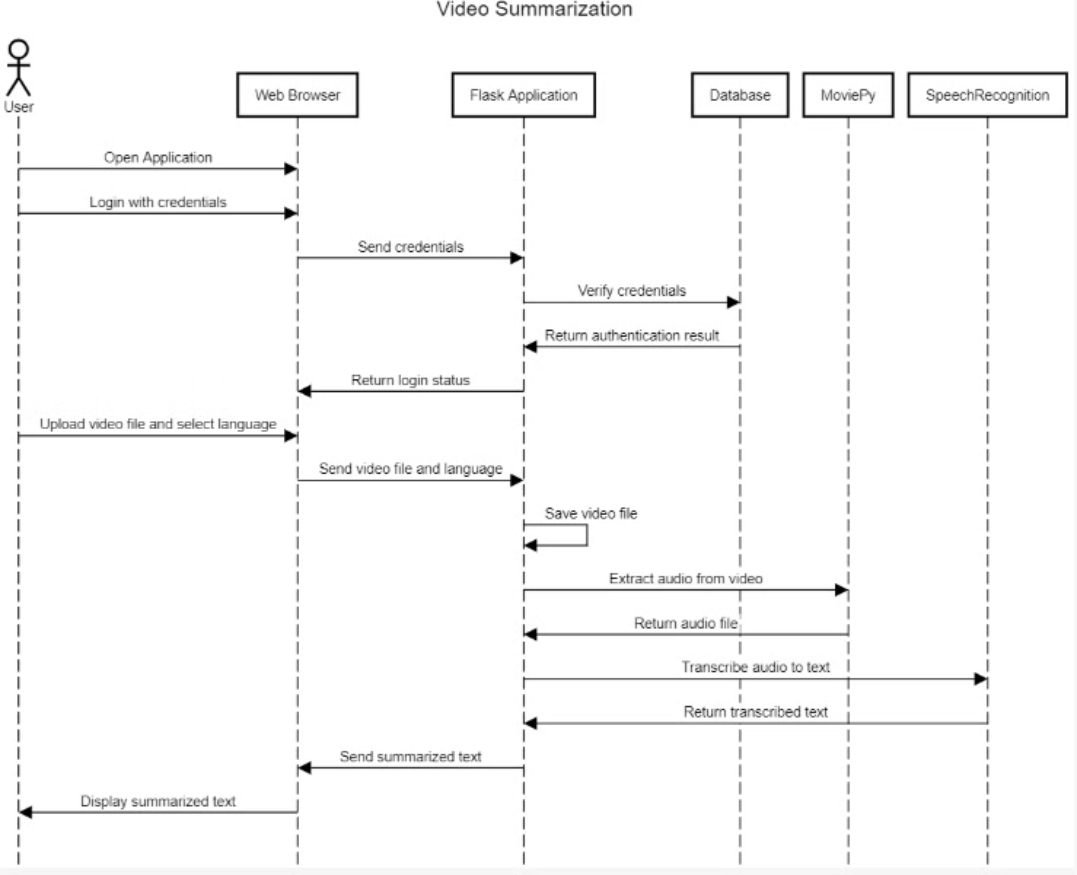 Video Summarization
User
Web Browser
Flask Application
Database
MoviePy
SpeechRecognition
Open Application
Login with credentials
Send credentials
Verify credentials
Return authentication result
Return login status
Upload video file and select language
Send video file and language
Save video file
Extract audio from video
Return audio file
Transcribe audio to text
Return transcribed text
Send summarized text
Display summarized text